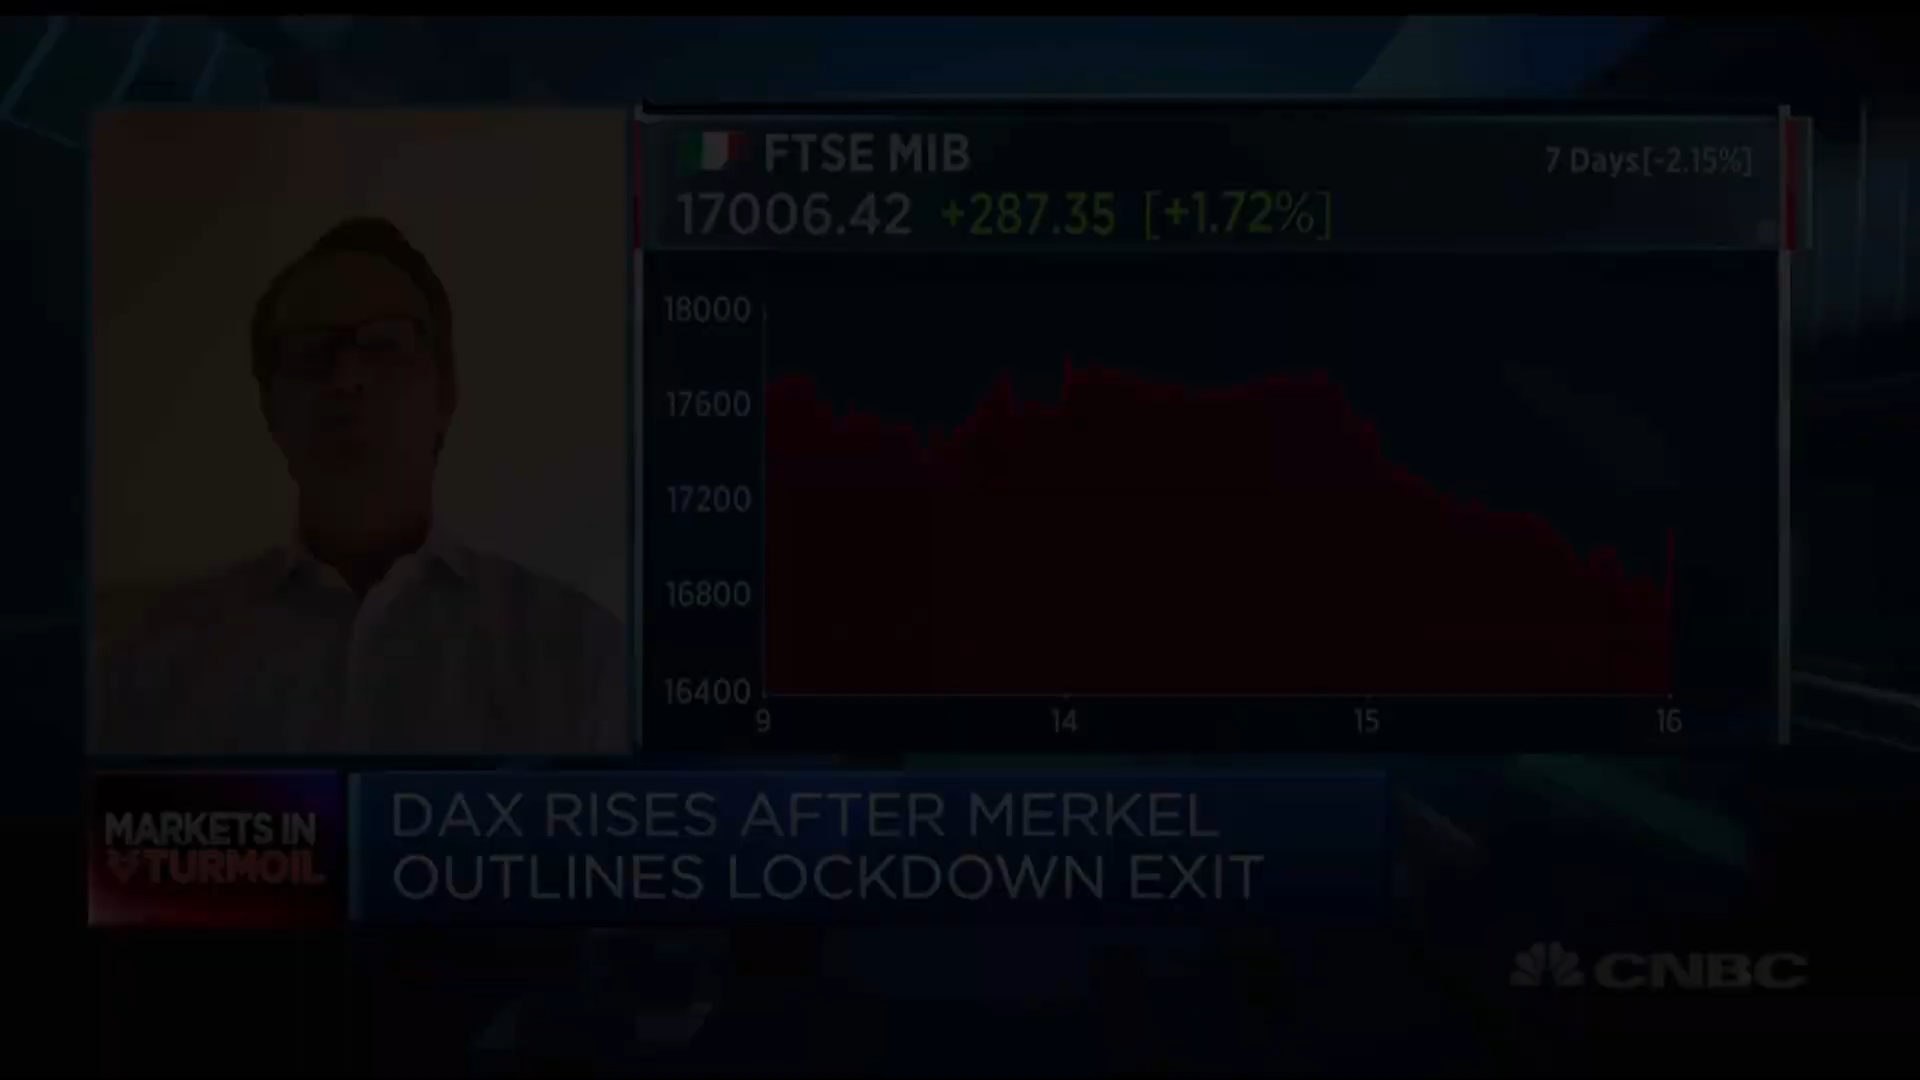 FTSE MIB
7 Days[-2.15%]
17006.42 +287.35 [+1.72%]
18000
17600
17200
16800
16400
9 14 15 16
MARKETS IN
TURMOIL
DAX RISES AFTER MERKEL
OUTLINES LOCKDOWN EXIT
CNBC